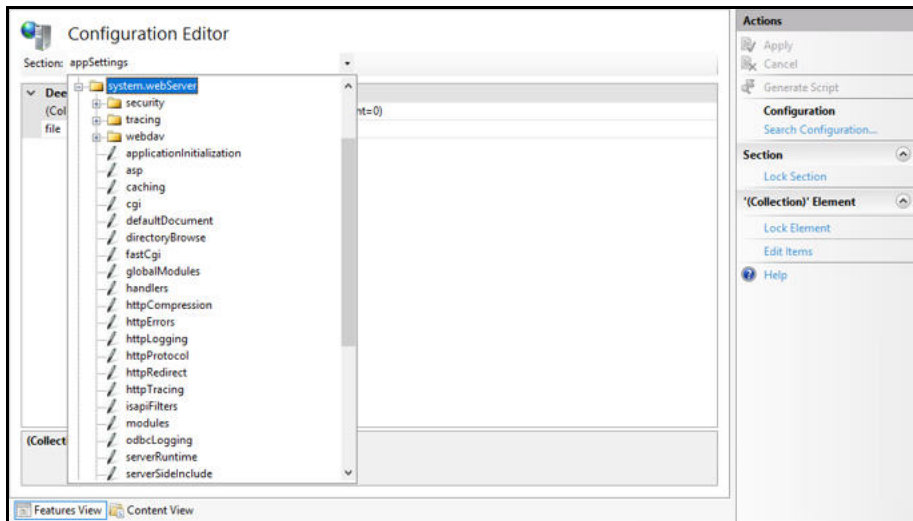 Configuration Editor
Section: appSettings
system.webServer
security
tracing
webdav
applicationInitialization
asp
caching
cgi
defaultDocument
directoryBrowse
fastCgi
globalModules
handlers
httpCompression
httpErrors
httpLogging
httpProtocol
httpRedirect
httpTracing
isapiFilters
modules
odbcLogging
serverRuntime
serverSideInclude
Dee
(Col
nt=0)
file
(Collecti
Features View
Content View
Actions
Apply
Cancel
Generate Script
Configuration
Search Configuration...
Section
Lock Section
'(Collection)' Element
Lock Element
Edit Items
Help